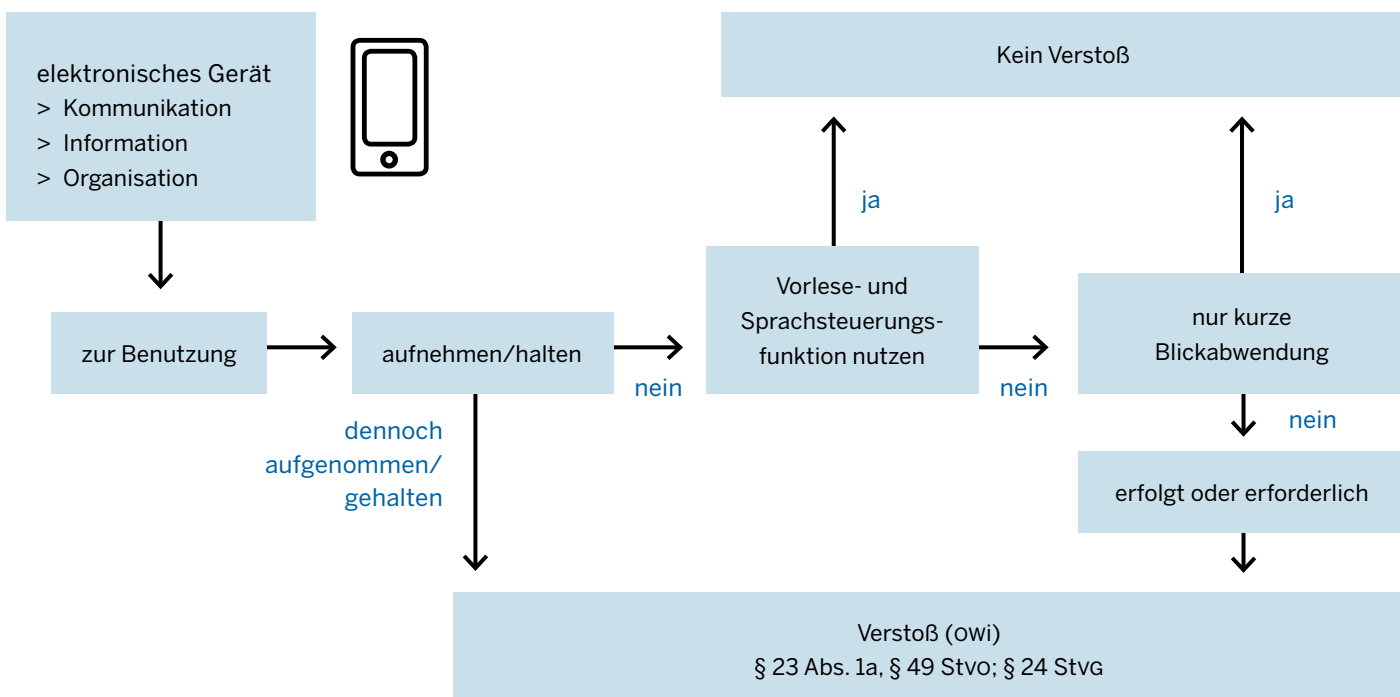 elektronisches Gerät
> Kommunikation
> Information
> Organisation
Kein Verstoß
ja
ja
zur Benutzung
aufnehmen/halten
nein
Vorlese- und
Sprachsteuerungs-
funktion nutzen
nein
nur kurze
Blickabwendung
dennoch
aufgenommen/
gehalten
nein
erfolgt oder erforderlich
Verstoß (OWi)
§ 23 Abs. 1a, § 49 StVO; § 24 StVG